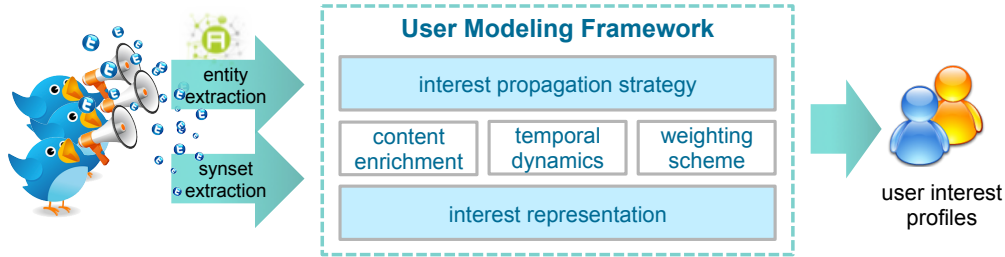 entity
extraction
synset
extraction
User Modeling Framework
interest propagation strategy
content
enrichment
temporal
dynamics
weighting
scheme
interest representation
user interest
profiles